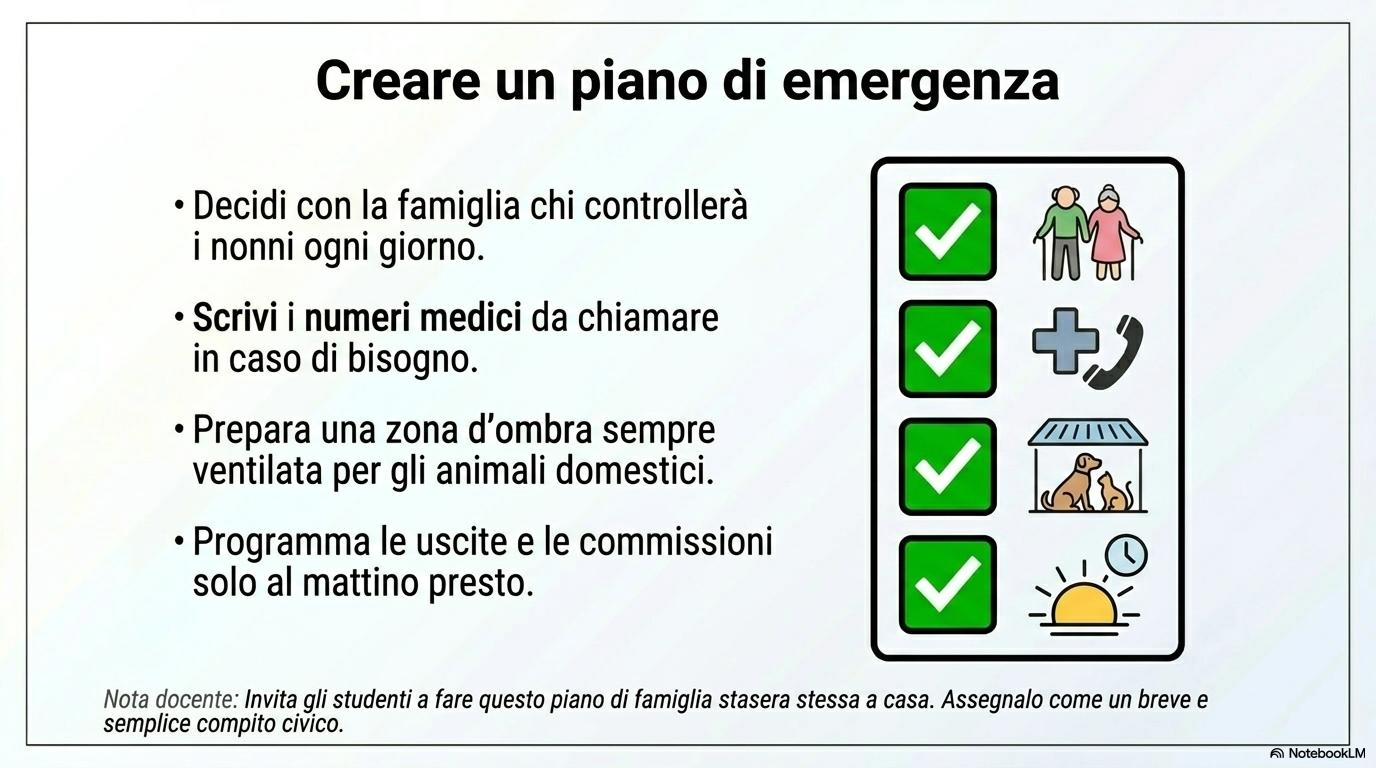 Creare un piano di emergenza
• Decidi con la famiglia chi controllerà
i nonni ogni giorno.
• Scrivi i numeri medici da chiamare
in caso di bisogno.
• Prepara una zona d’ombra sempre
ventilata per gli animali domestici.
• Programma le uscite e le commissioni
solo al mattino presto.
Nota docente: Invita gli studenti a fare questo piano di famiglia stasera stessa a casa. Assegnalo come un breve e
semplice compito civico.
NotebookLM